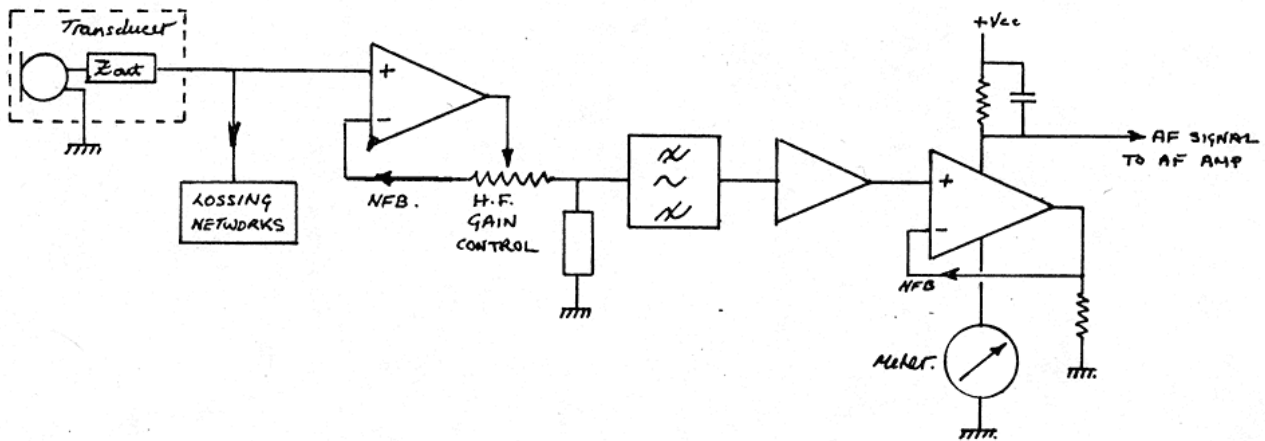 Transducer
Zout
+
−
LOSSING
NETWORKS
NFB.
H.F.
GAIN
CONTROL
+Vcc
AF SIGNAL
TO AF AMP
+
−
NFB
Meter.